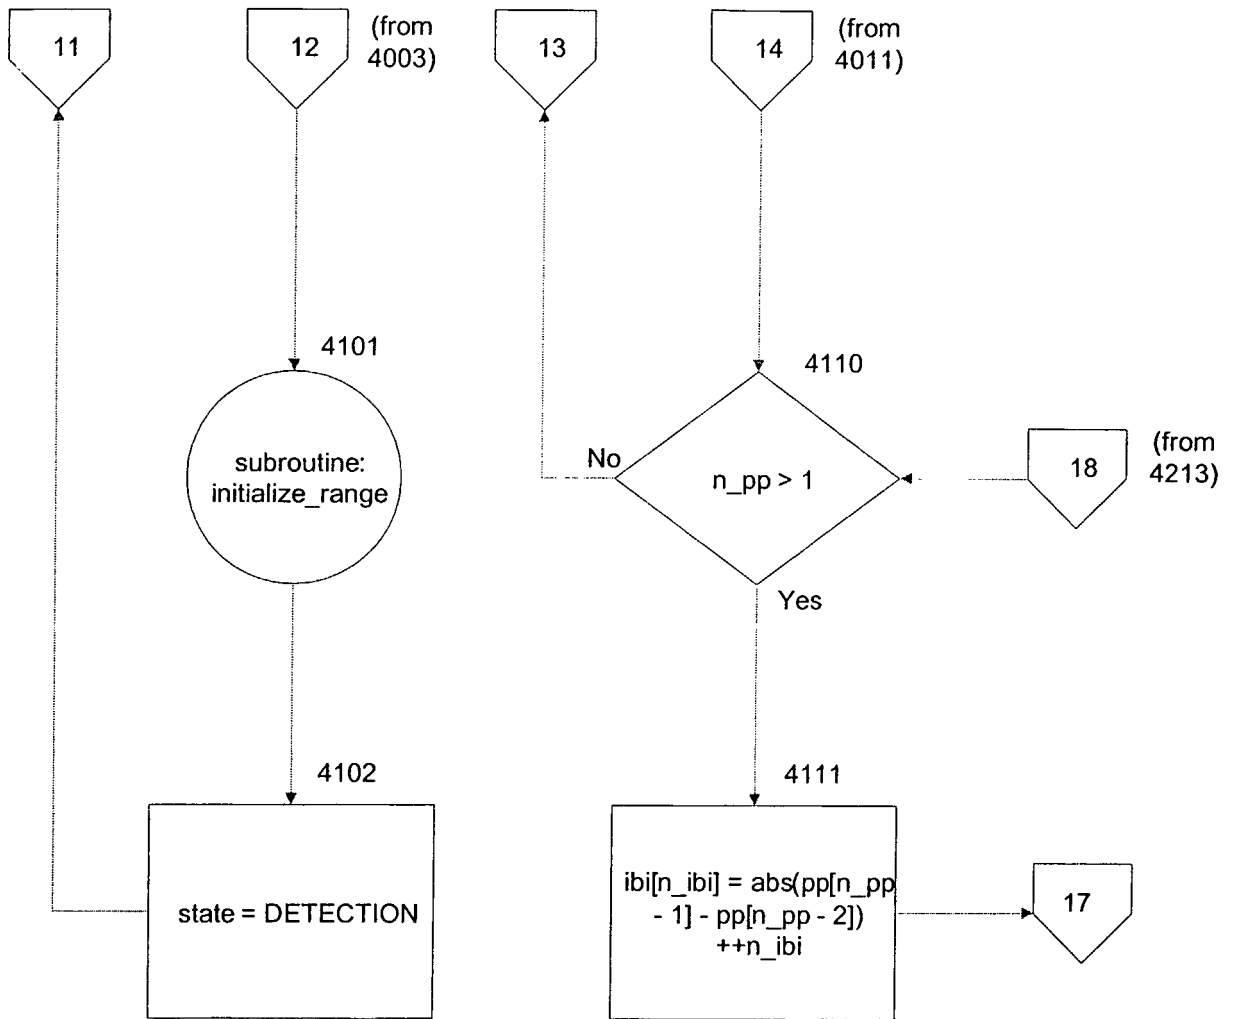 11
12
(from
4003)
13
14
(from
4011)
4101
subroutine:
initialize_range
4110
No
n_pp > 1
Yes
18
(from
4213)
4102
state = DETECTION
4111
ibi[n_ibi] = abs(pp[n_pp
- 1] - pp[n_pp - 2])
++n_ibi
17